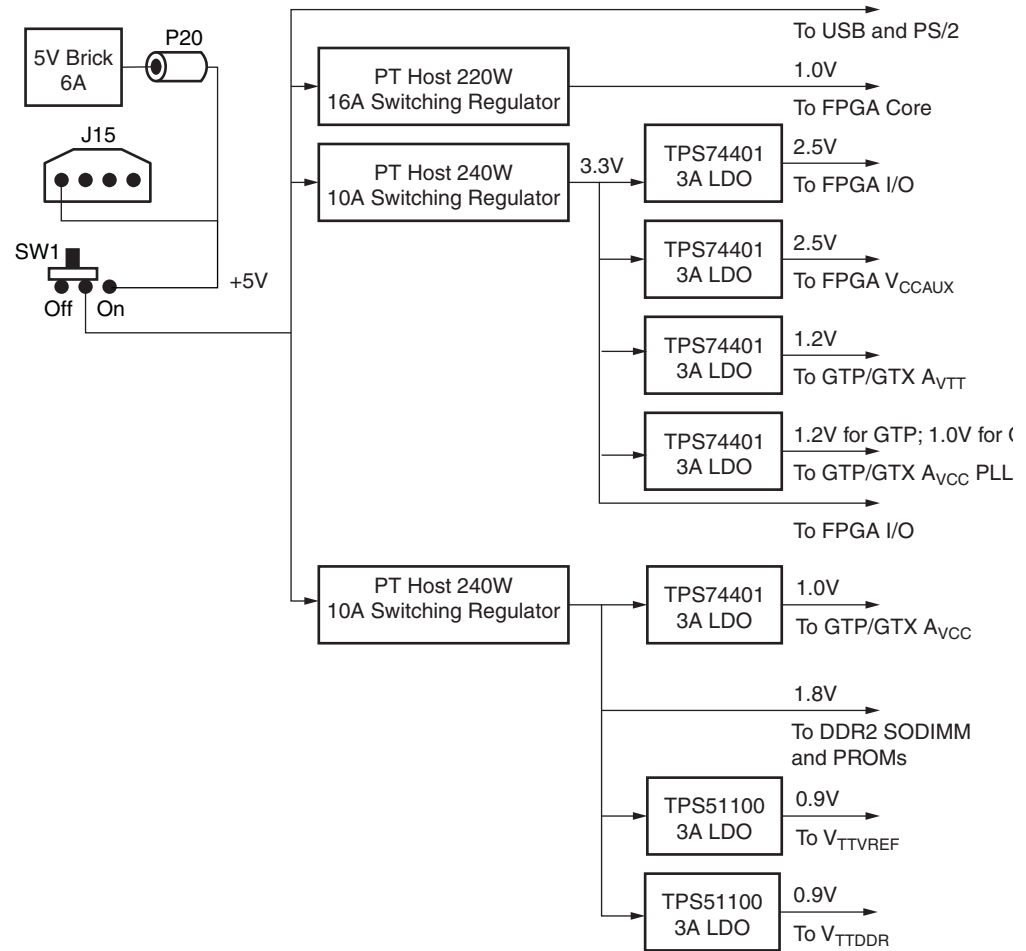 5V Brick
6A
P20
J15
SW1
Off
On
+5V
To USB and PS/2
PT Host 220W
16A Switching Regulator
1.0V
To FPGA Core
PT Host 240W
10A Switching Regulator
3.3V
TPS74401
3A LDO
2.5V
To FPGA I/O
TPS74401
3A LDO
2.5V
To FPGA VCCAUX
TPS74401
3A LDO
1.2V
To GTP/GTX AVTT
TPS74401
3A LDO
1.2V for GTP; 1.0V for
To GTP/GTX AVCC PLL
To FPGA I/O
PT Host 240W
10A Switching Regulator
TPS74401
3A LDO
1.0V
To GTP/GTX AVCC
1.8V
To DDR2 SODIMM
and PROMs
TPS51100
3A LDO
0.9V
To VTTVREF
TPS51100
3A LDO
0.9V
To VTTDDR